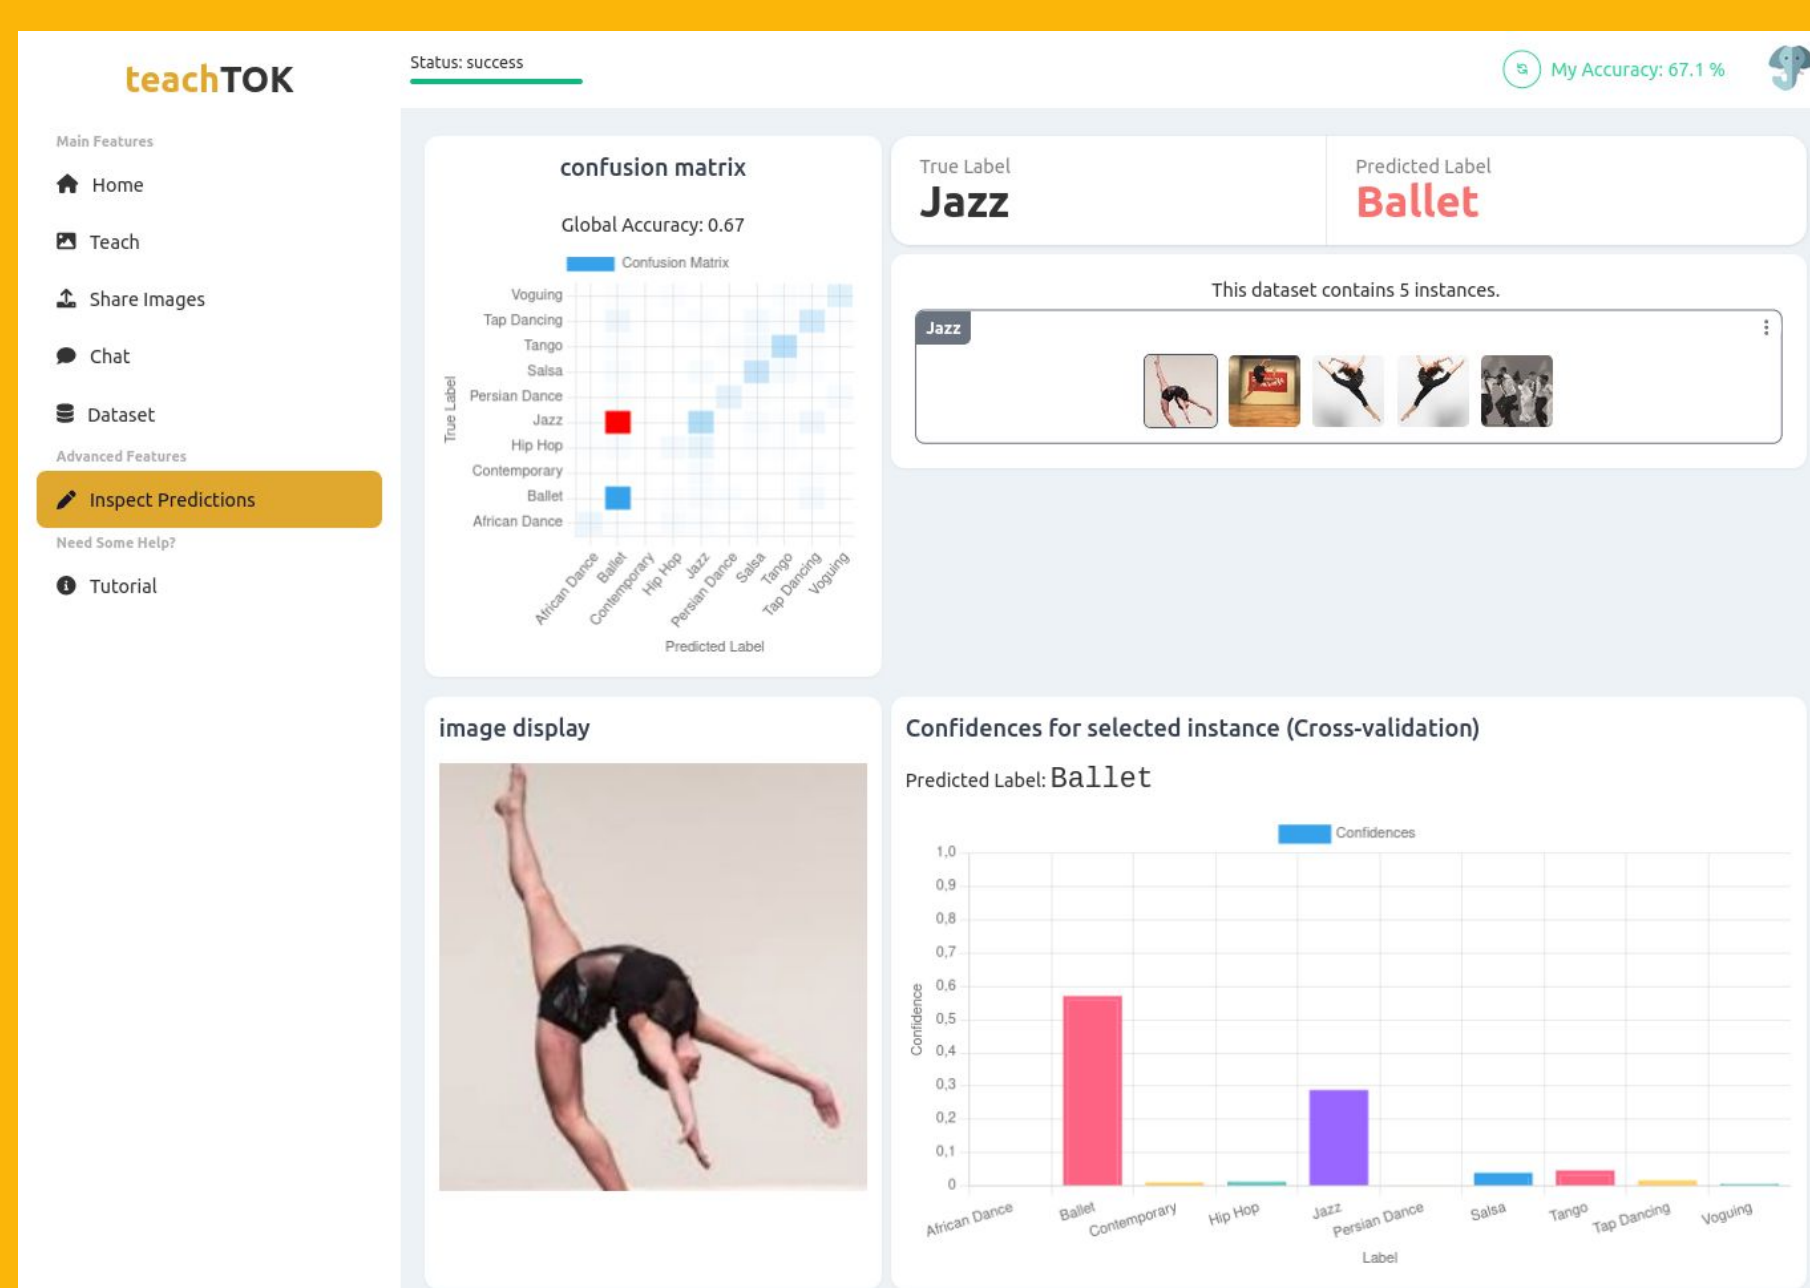 teachTOK
Status: success
My Accuracy: 67.1 %
Main Features
Home
Teach
Share Images
Chat
Dataset
Advanced Features
Inspect Predictions
Need Some Help?
Tutorial
confusion matrix
Global Accuracy: 0.67
Confusion Matrix
True Label
Voguing
Tap Dancing
Tango
Salsa
Persian Dance
Jazz
Hip Hop
Contemporary
Ballet
African Dance
African Dance
Ballet
Contemporary
Hip Hop
Jazz
Persian Dance
Salsa
Tango
Tap Dancing
Voguing
Predicted Label
True Label
Jazz
Predicted Label
Ballet
This dataset contains 5 instances.
Jazz
image display
Confidences for selected instance (Cross-validation)
Predicted Label: Ballet
Confidences
Confidence
1,0
0,9
0,8
0,7
0,6
0,5
0,4
0,3
0,2
0,1
0
African Dance
Ballet
Contemporary
Hip Hop
Jazz
Persian Dance
Salsa
Tango
Tap Dancing
Voguing
Label